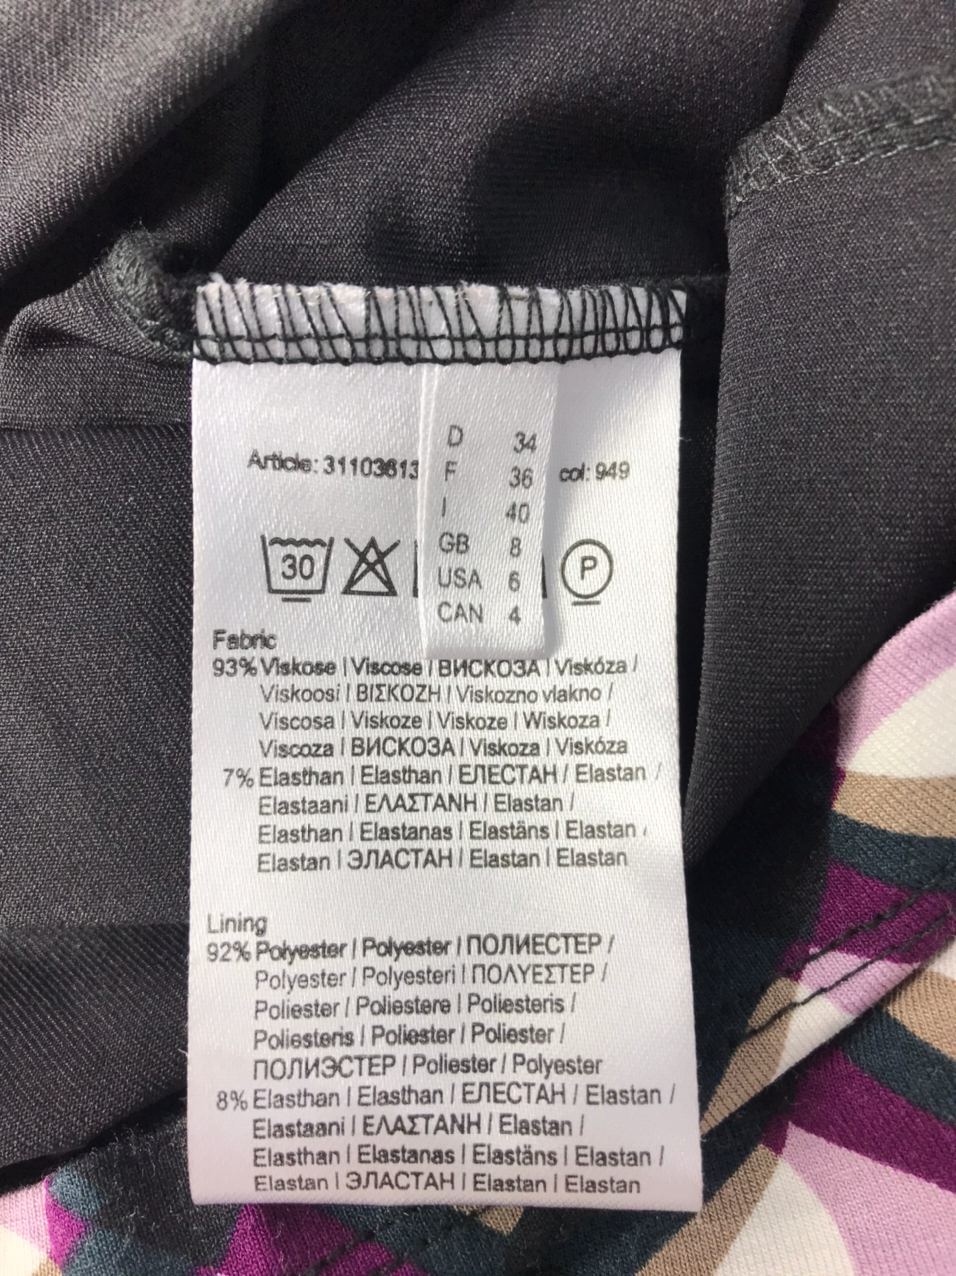 D 34
F 36
I 40
GB 8
USA 6
CAN 4
Article: 31103613
col: 949
30
P
Fabric
93% Viskose / Viscose / ВИСКОЗА / Viskóza /
Viskoosi / ΒΙΣΚΟΖΗ / Viskozno vlakno /
Viscosa / Viskoze / Viskoze / Wiskoza /
Viscoza / ВИСКОЗА / Viskoza / Viskóza
7% Elasthan / Elasthan / ЕЛЕСТАН / Elastan /
Elastaani / ΕΛΑΣΤΑΝΗ / Elastan /
Elasthan / Elastanas / Elastāns / Elastan /
Elastan / ЭЛАСТАН / Elastan / Elastan
Lining
92% Polyester / Polyester / ПОЛИЕСТЕР /
Polyester / Polyesteri / ΠΟΛΥΕΣΤΕΡ /
Poliester / Poliestere / Poliesteris /
Poliesteris / Poliester / Poliester /
ПОЛИЭСТЕР / Poliester / Polyester
8% Elasthan / Elasthan / ЕЛЕСТАН / Elastan /
Elastaani / ΕΛΑΣΤΑΝΗ / Elastan /
Elasthan / Elastanas / Elastāns / Elastan /
Elastan / ЭЛАСТАН / Elastan / Elastan